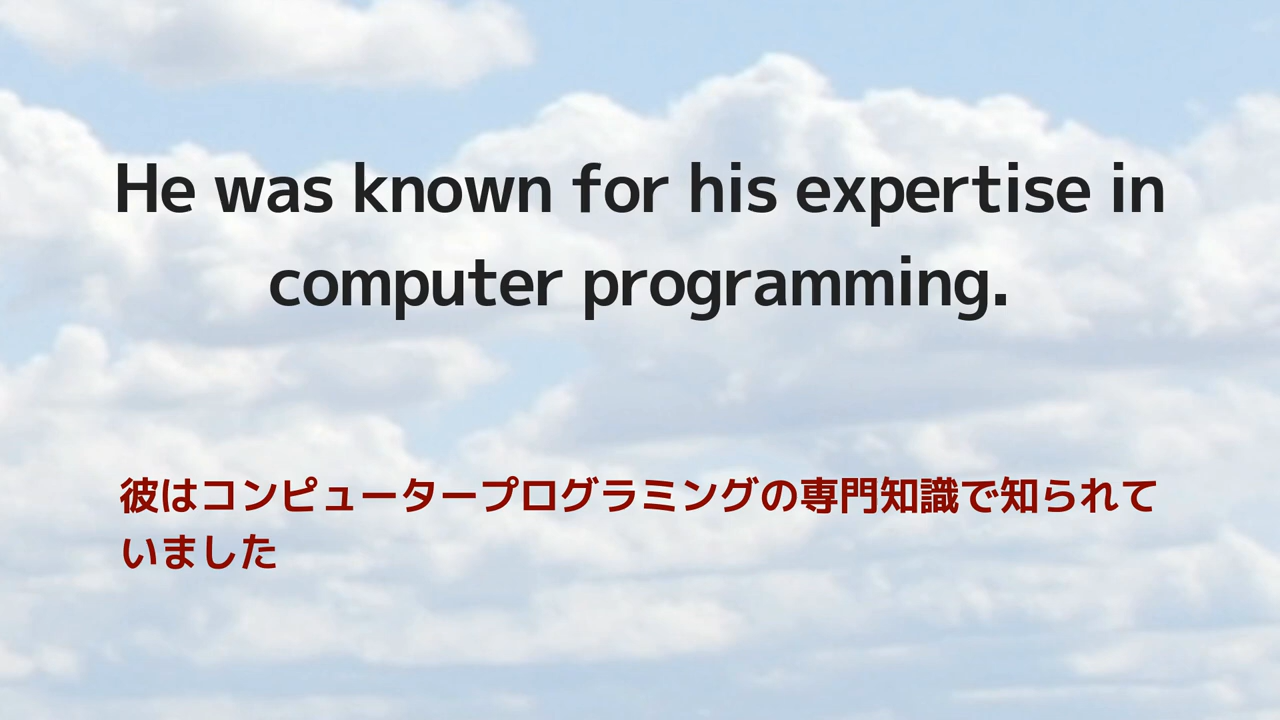 He was known for his expertise in
computer programming.
彼はコンピュータープログラミングの専門知識で知られて
いました